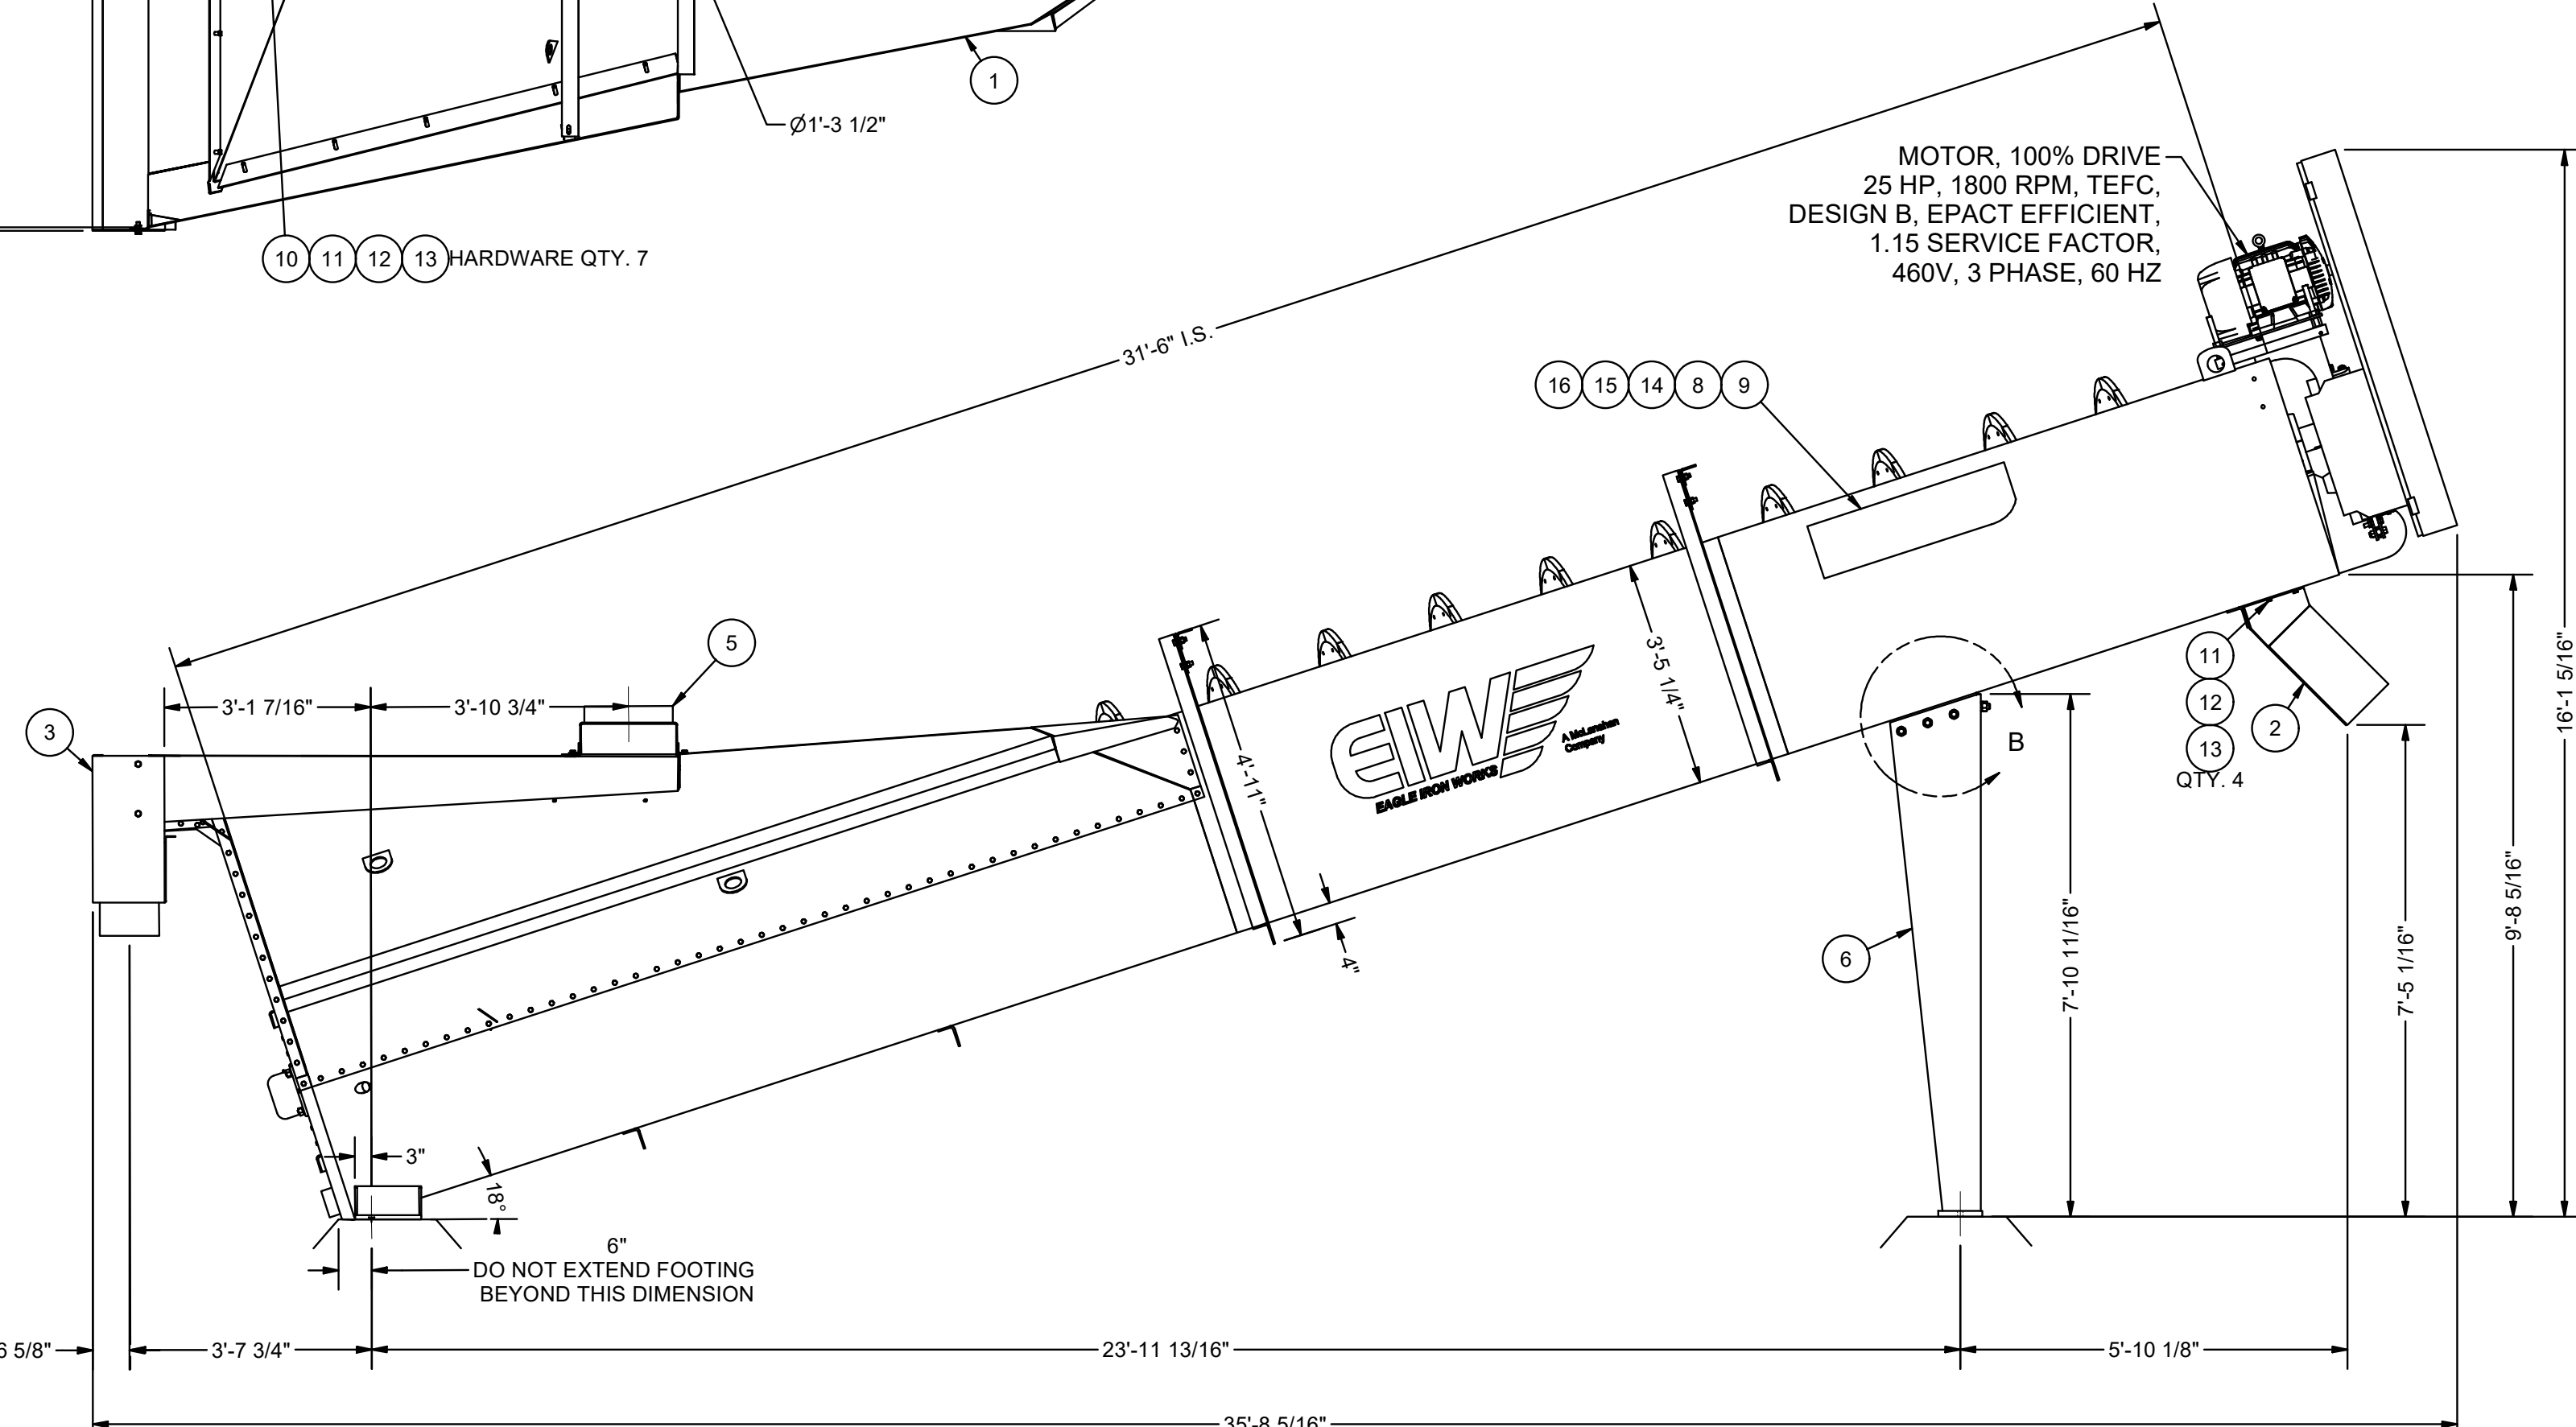 1
Ø1'-3 1/2"
10 11 12 13 HARDWARE QTY. 7
MOTOR, 100% DRIVE
25 HP, 1800 RPM, TEFC,
DESIGN B, EPACT EFFICIENT,
1.15 SERVICE FACTOR,
460V, 3 PHASE, 60 HZ
31'-6" I.S.
16 15 14 8 9
5
3'-1 7/16"
3'-10 3/4"
3
3'-5 1/4"
4'-11"
4"
EIW
A McLanahan
Company
EAGLE IRON WORKS
B
11
12
13
QTY. 4
2
16'-1 5/16"
9'-8 5/16"
7'-5 1/16"
7'-10 11/16"
6
3"
18°
6"
DO NOT EXTEND FOOTING
BEYOND THIS DIMENSION
6 5/8"
3'-7 3/4"
23'-11 13/16"
5'-10 1/8"
35'-8 5/16"